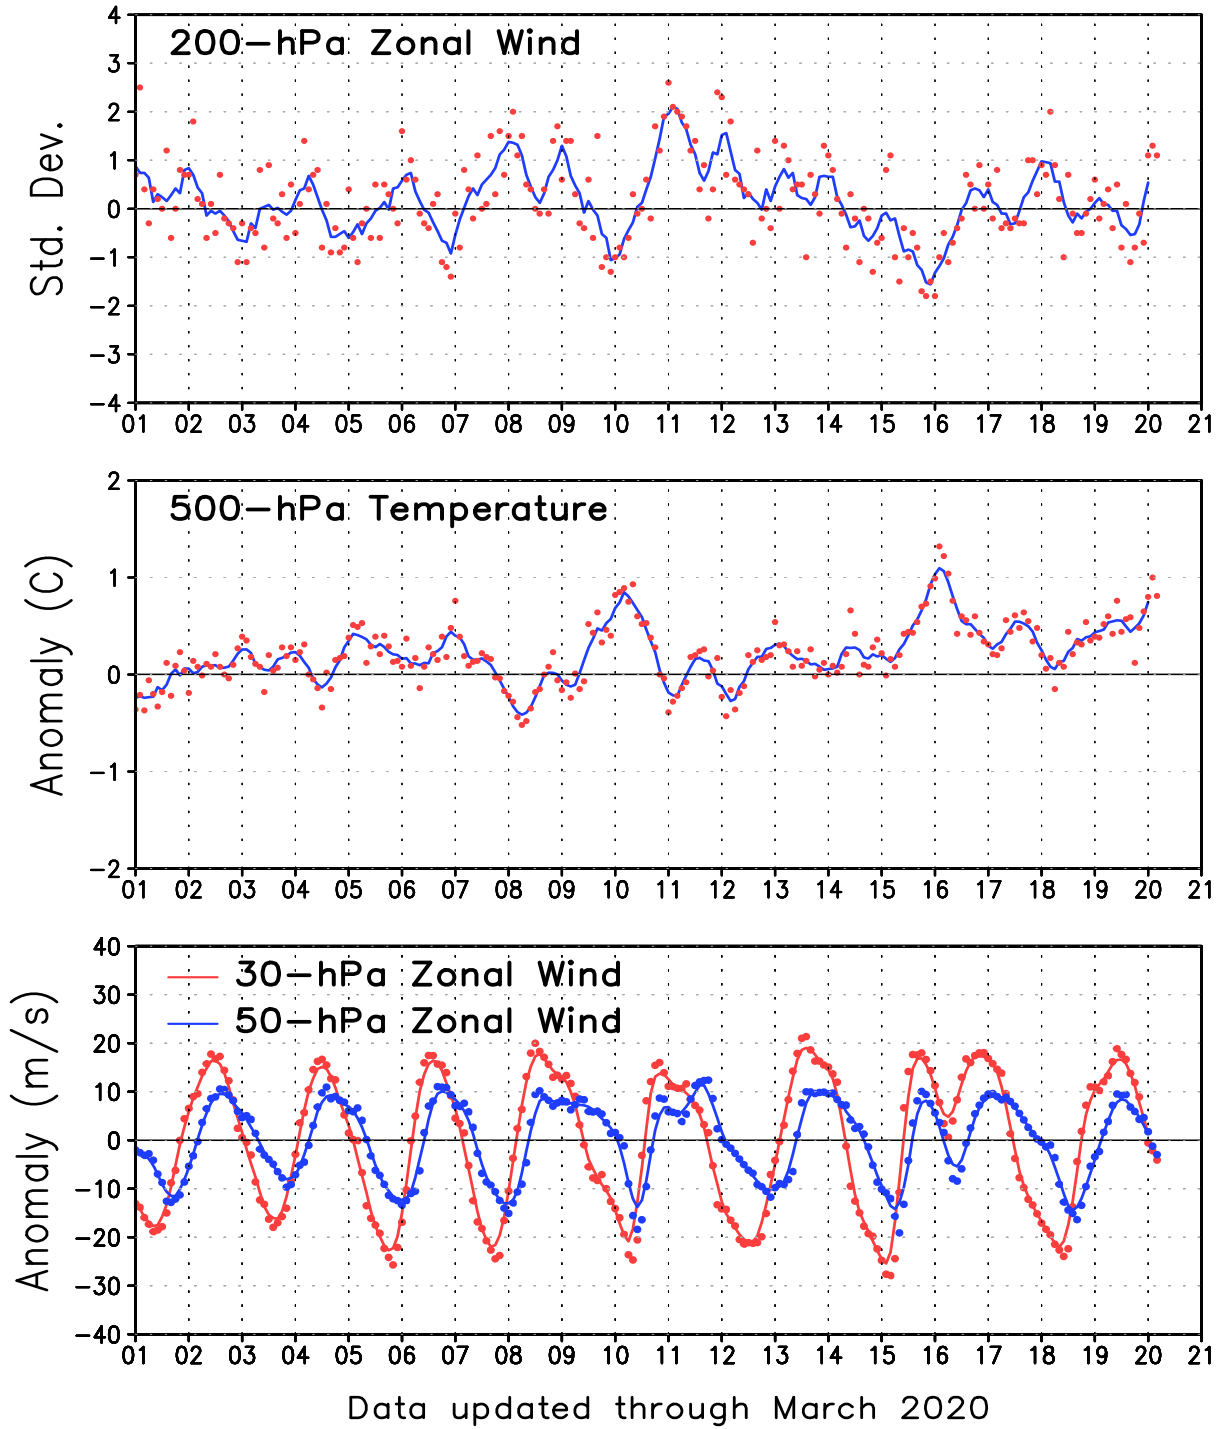 200-hPa Zonal Wind
Std. Dev.
4
3
2
1
0
-1
-2
-3
-4
01 02 03 04 05 06 07 08 09 10 11 12 13 14 15 16 17 18 19 20 21
500-hPa Temperature
Anomaly (C)
2
1
0
-1
-2
01 02 03 04 05 06 07 08 09 10 11 12 13 14 15 16 17 18 19 20 21
30-hPa Zonal Wind
50-hPa Zonal Wind
Anomaly (m/s)
40
30
20
10
0
-10
-20
-30
-40
01 02 03 04 05 06 07 08 09 10 11 12 13 14 15 16 17 18 19 20 21
Data updated through March 2020